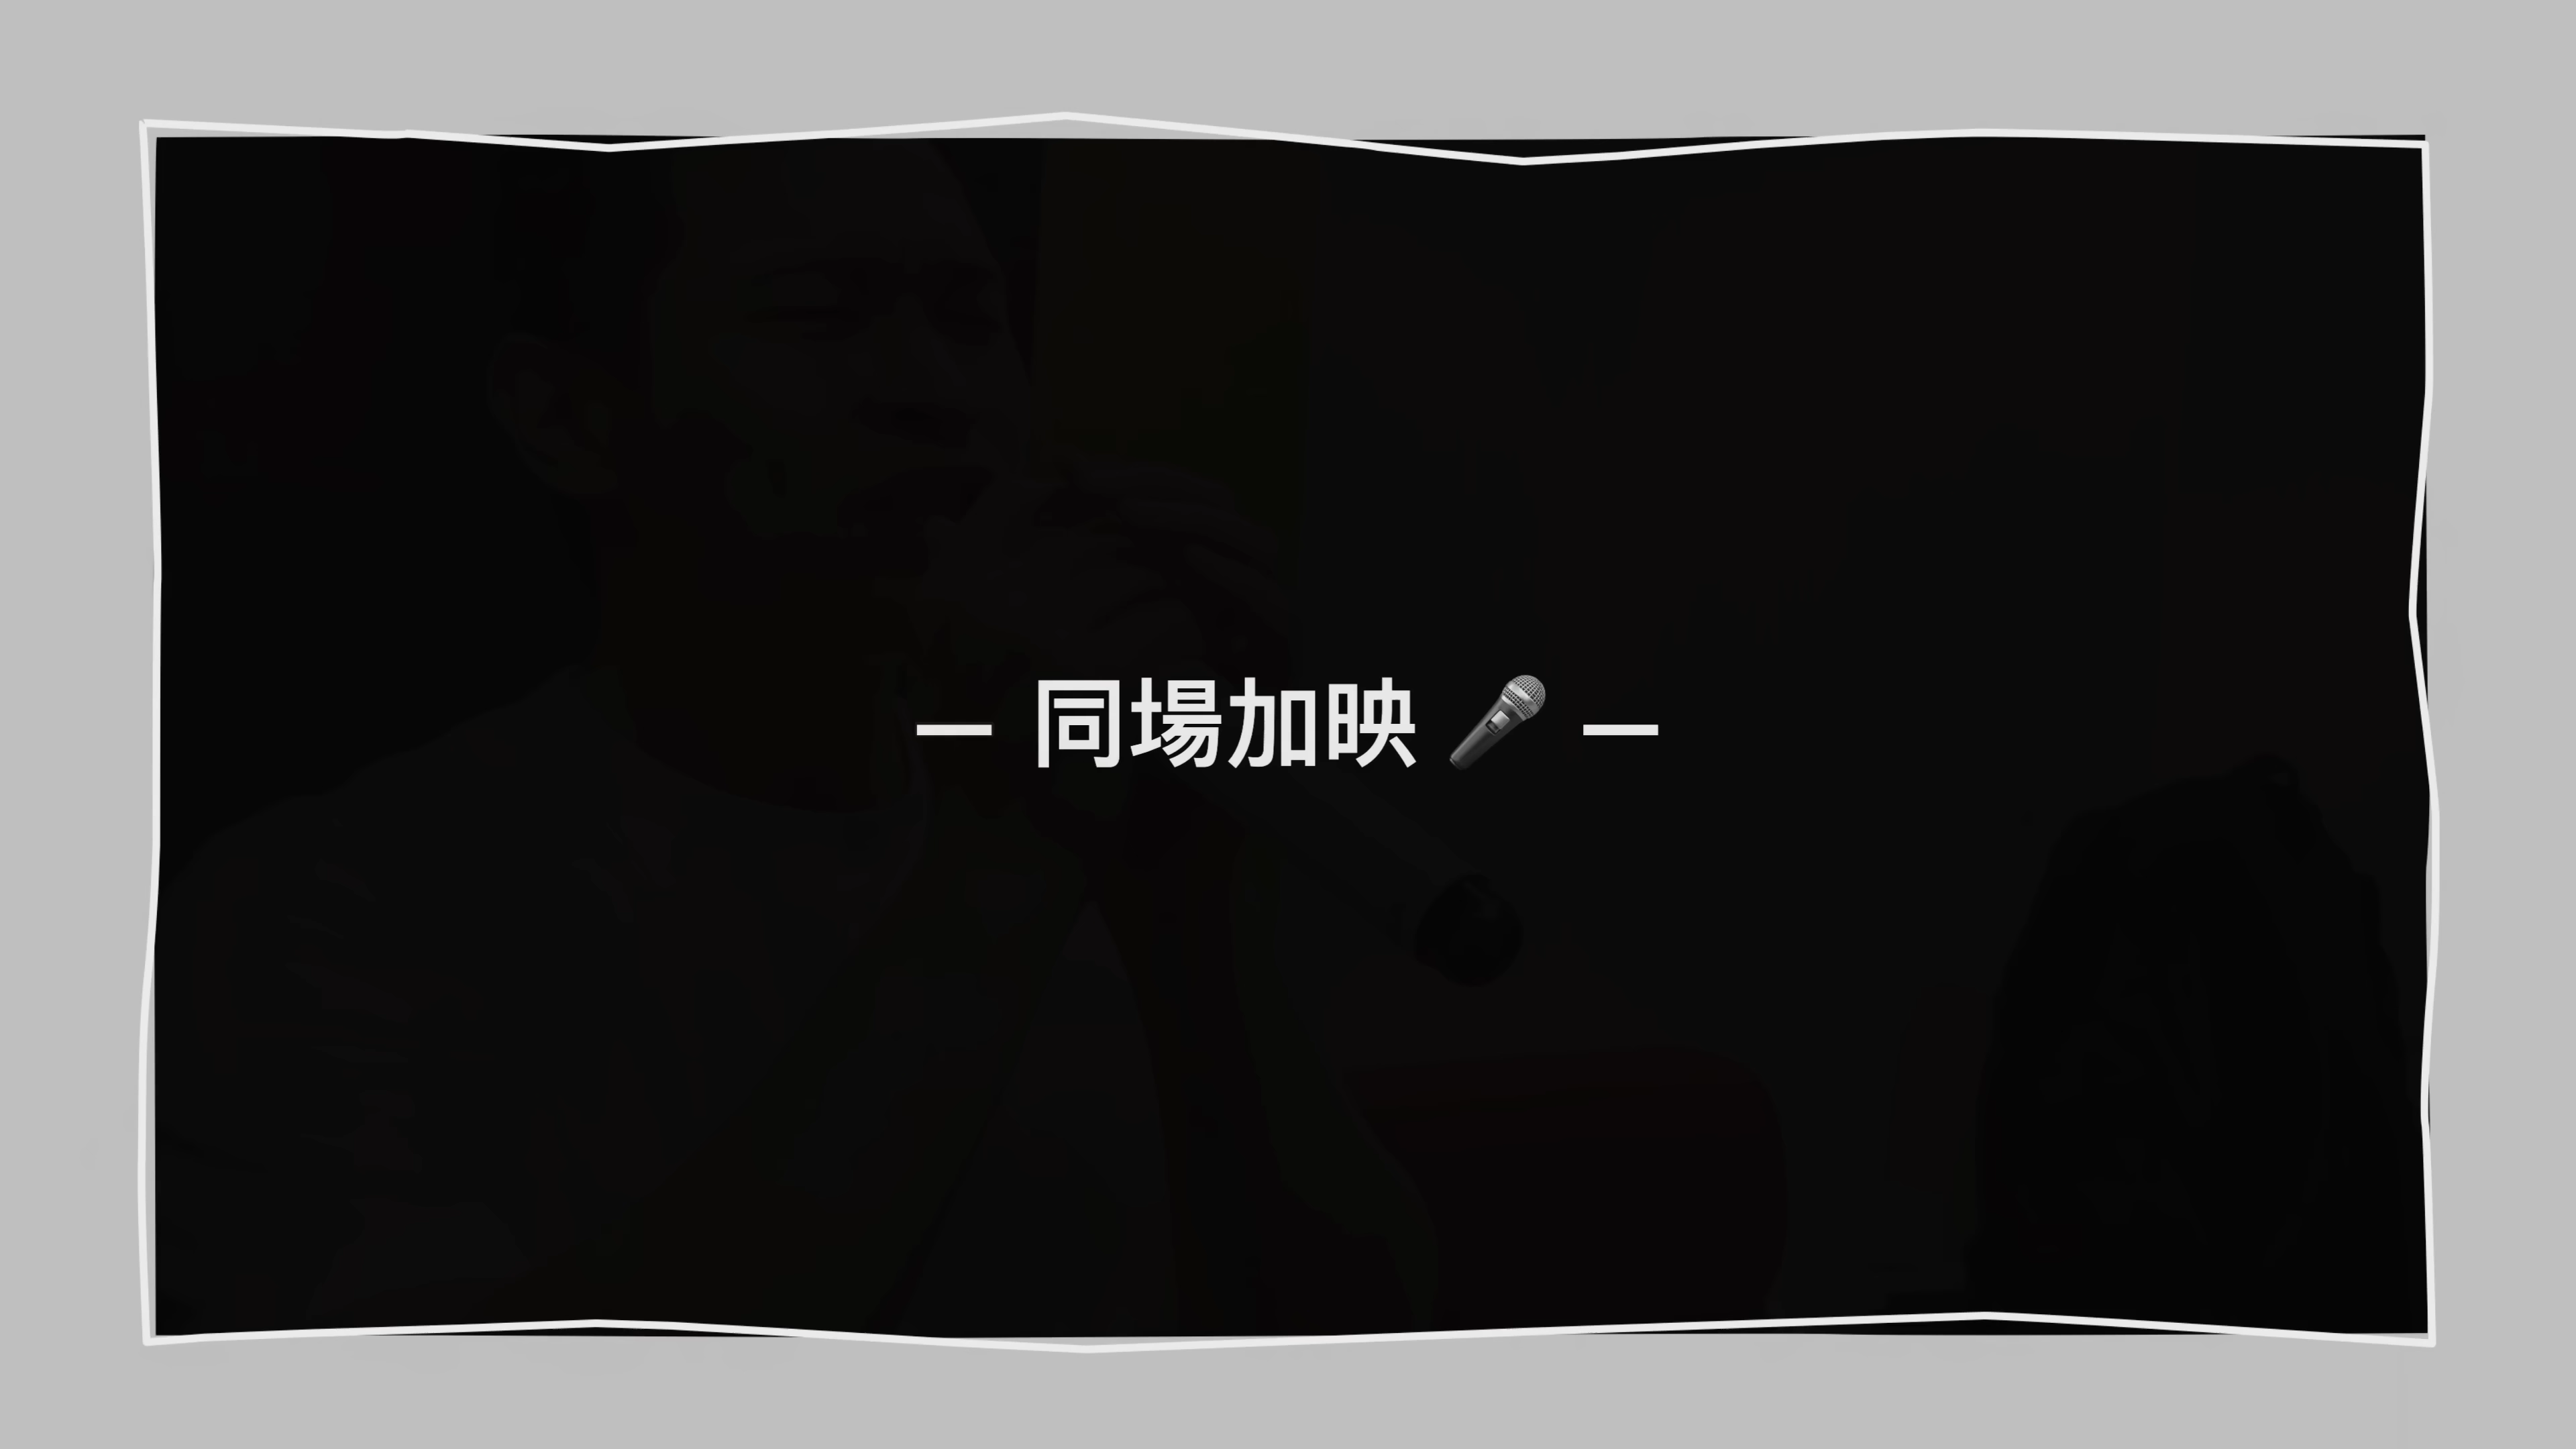 — 同場加映 🎤 —